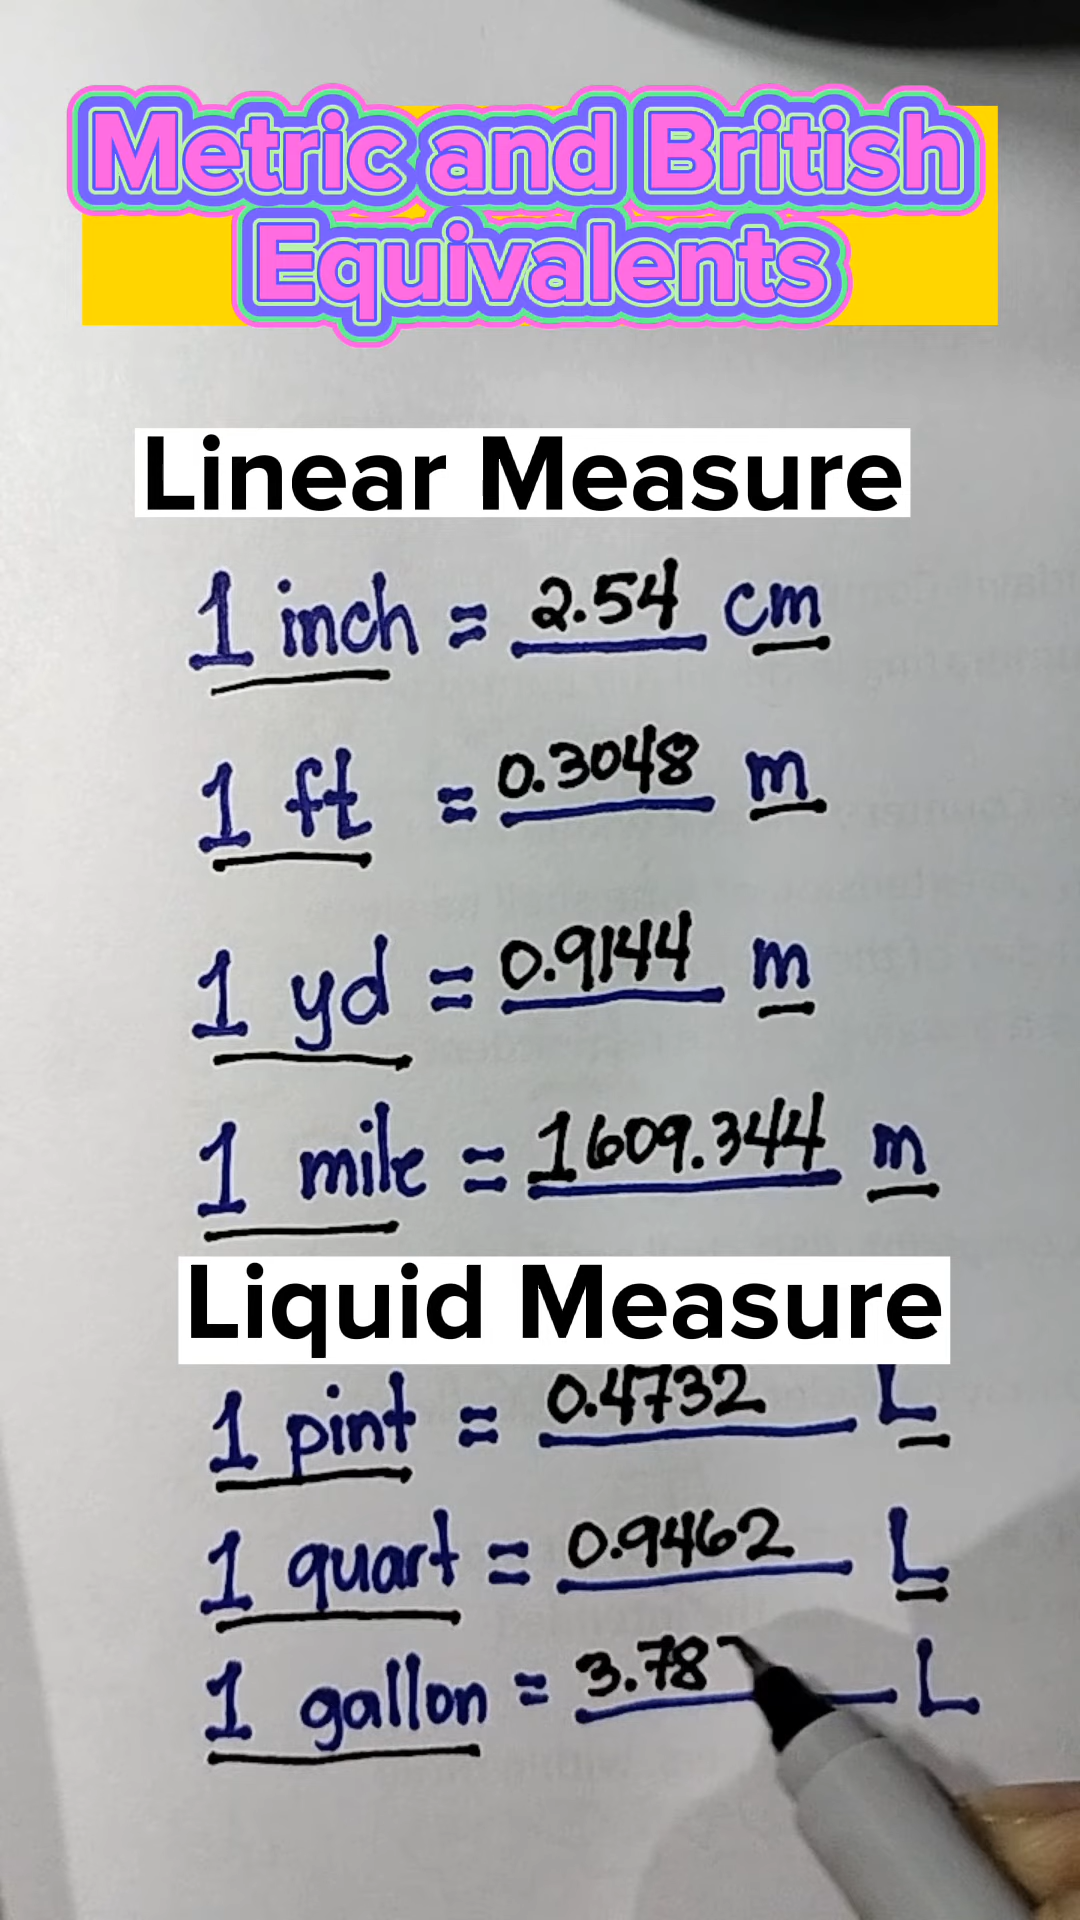 Metric and British
Equivalents
Linear Measure
1 inch = 2.54 cm
1 ft = 0.3048 m
1 yd = 0.9144 m
1 mile = 1609.344 m
Liquid Measure
1 pint = 0.4732 L
1 quart = 0.9462 L
1 gallon = 3.78 L